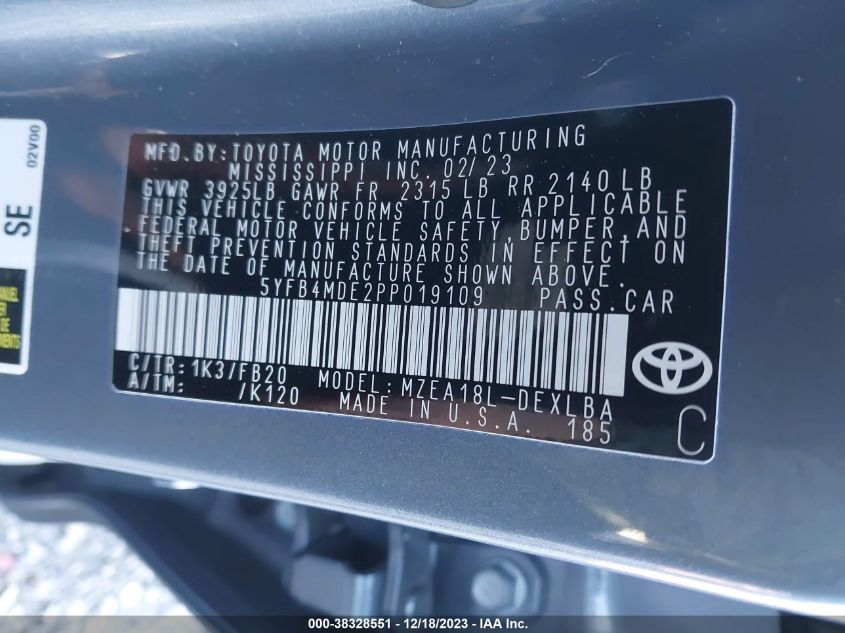 MFD.BY:TOYOTA MOTOR MANUFACTURING
MISSISSIPPI INC. 02/23
GVWR 3925LB GAWR FR 2315 LB RR 2140 LB
THIS VEHICLE CONFORMS TO ALL APPLICABLE
FEDERAL MOTOR VEHICLE SAFETY, BUMPER, AND
THEFT PREVENTION STANDARDS IN EFFECT ON
THE DATE OF MANUFACTURE SHOWN ABOVE.
5YFB4MDE2PP019109 PASS.CAR
C/TR: 1K3/FB20 MODEL: MZEA18L-DEXLBA
A/TM: /K120 MADE IN U.S.A. 185
C
02V00
SE
000-38328551 - 12/18/2023 - IAA Inc.